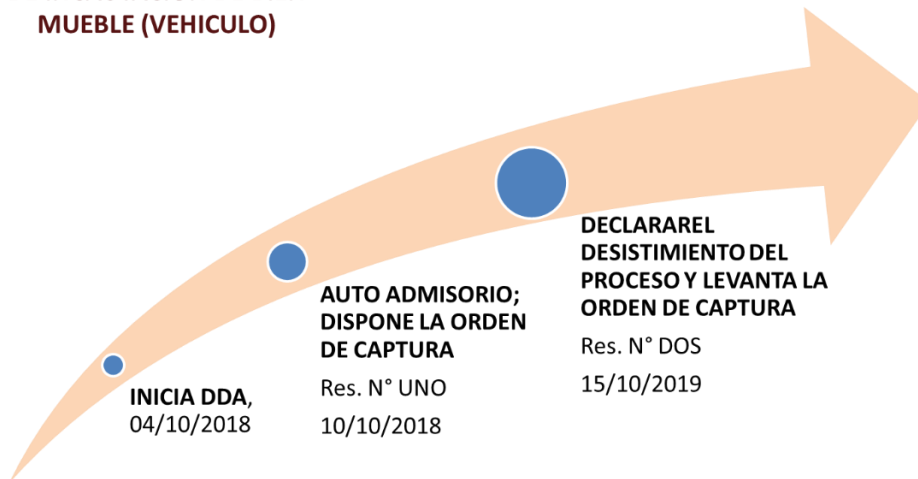 MUEBLE (VEHICULO)
DECLARAREL
DESISTIMIENTO DEL
PROCESO Y LEVANTA LA
ORDEN DE CAPTURA
Res. N° DOS
15/10/2019
AUTO ADMISORIO;
DISPONE LA ORDEN
DE CAPTURA
Res. N° UNO
10/10/2018
INICIA DDA,
04/10/2018